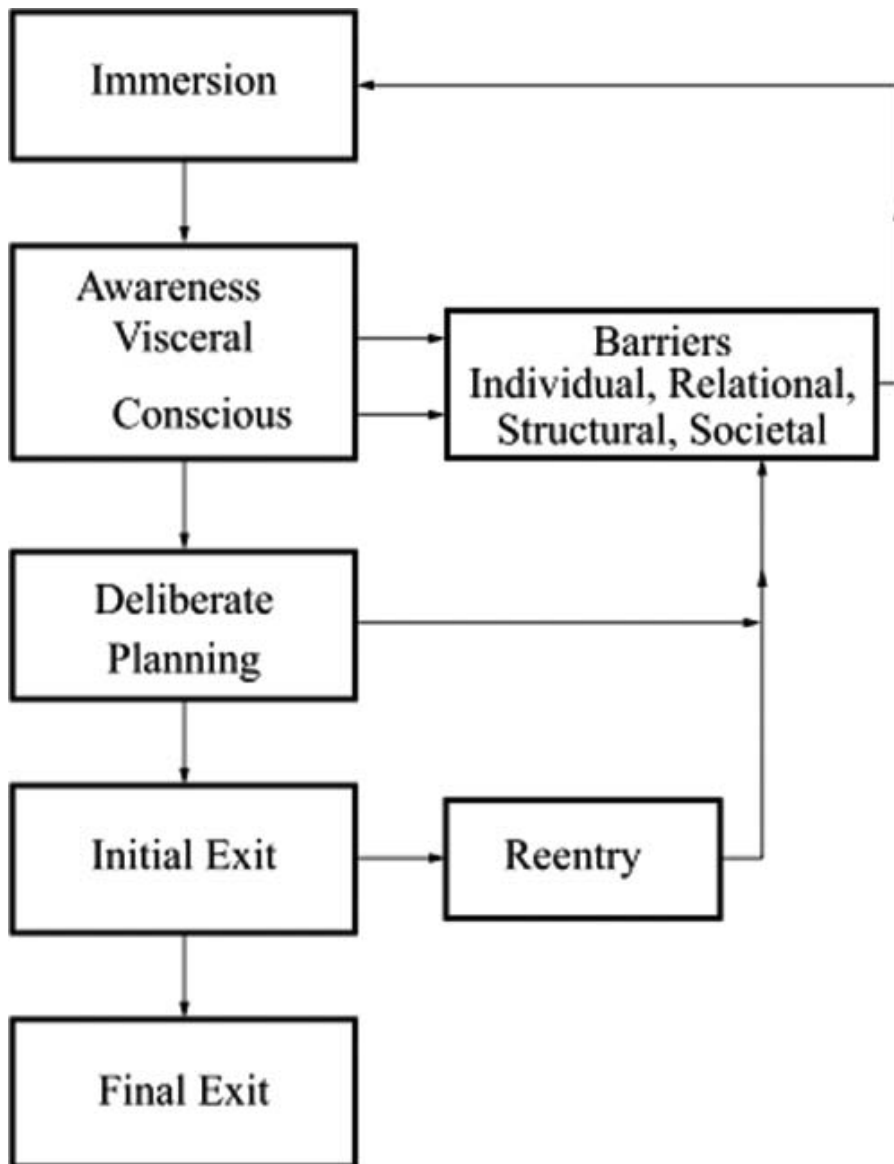 Immersion
Awareness
Visceral
Conscious
Barriers
Individual, Relational,
Structural, Societal
Deliberate
Planning
Initial Exit
Reentry
Final Exit